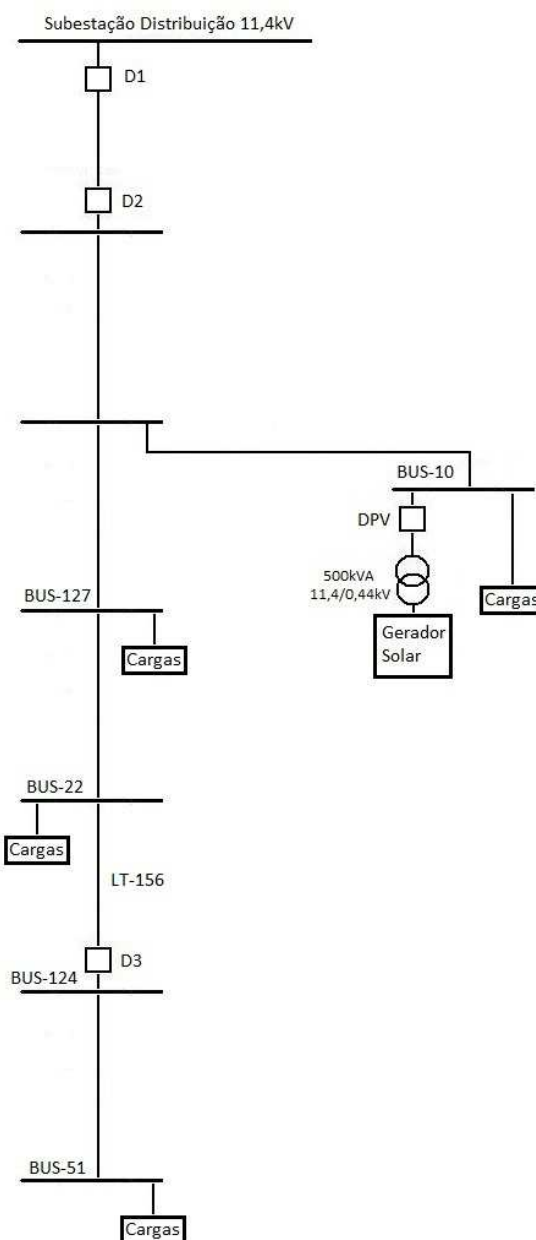 Subestação Distribuição 11,4kV
D1
D2
BUS-10
DPV
500kVA
11,4/0,44kV
Cargas
Gerador
Solar
BUS-127
Cargas
BUS-22
Cargas
LT-156
D3
BUS-124
BUS-51
Cargas